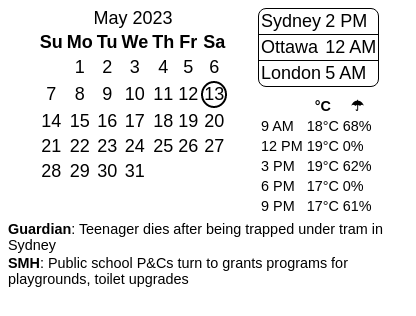 May 2023
Su Mo Tu We Th Fr Sa
1 2 3 4 5 6
7 8 9 10 11 12 13
14 15 16 17 18 19 20
21 22 23 24 25 26 27
28 29 30 31
Sydney 2 PM
Ottawa 12 AM
London 5 AM
°C ☂
9 AM 18°C 68%
12 PM 19°C 0%
3 PM 19°C 62%
6 PM 17°C 0%
9 PM 17°C 61%
Guardian: Teenager dies after being trapped under tram in
Sydney
SMH: Public school P&Cs turn to grants programs for
playgrounds, toilet upgrades